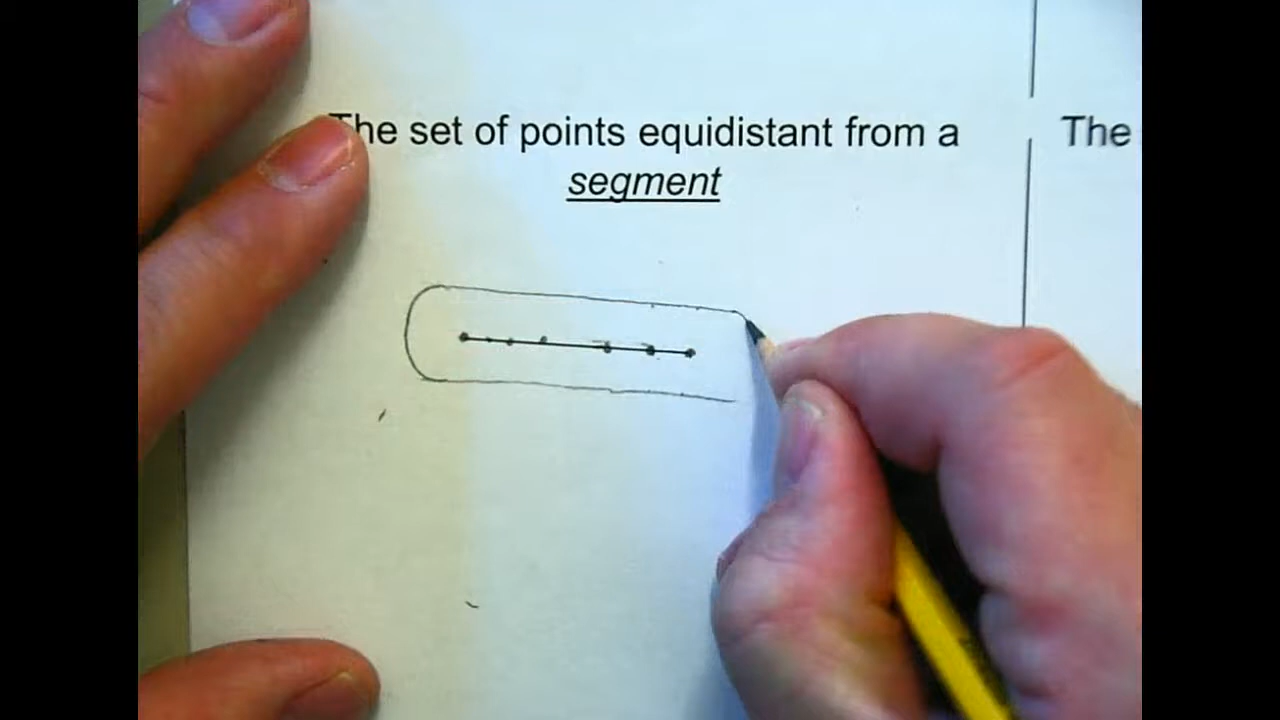 The set of points equidistant from a
segment
The